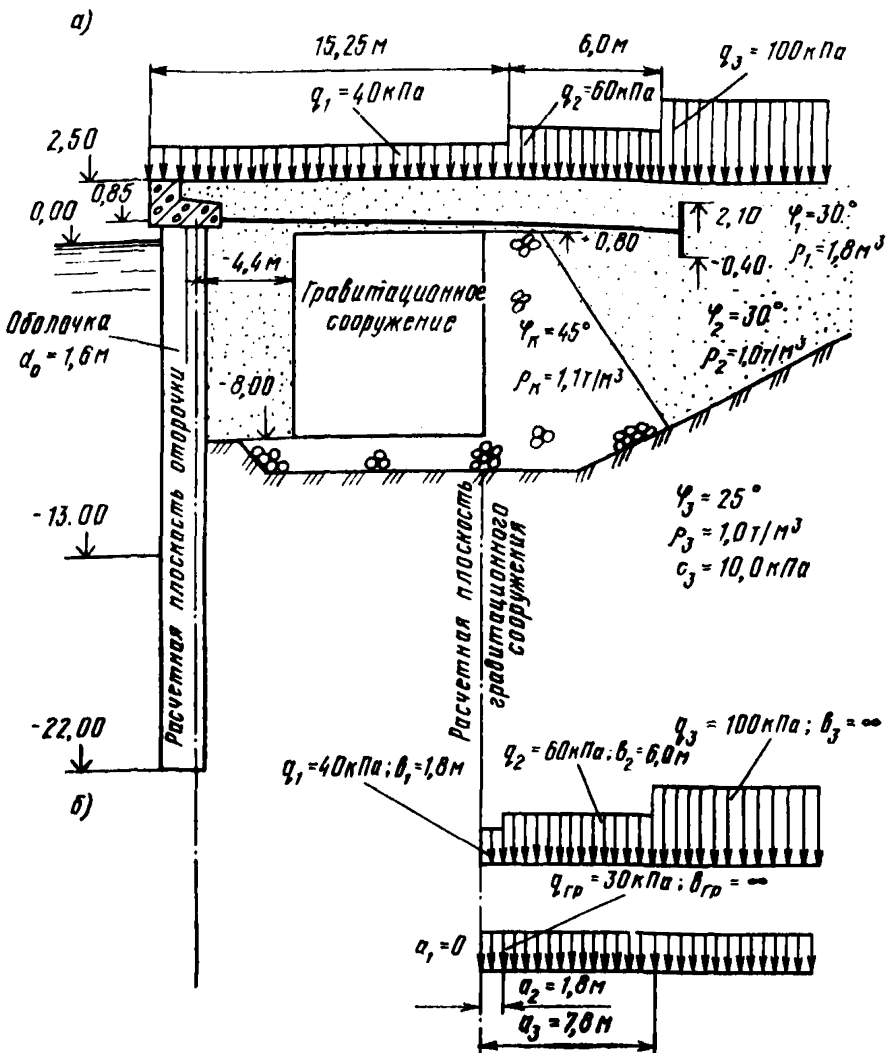 а)
15,25 м
6,0 м
q₃ = 100 кПа
q₁ = 40 кПа
q₂ = 60 кПа
2,50
0,85
0,00
2,10
φ₁ = 30°
ρ₁ = 1,8 м³
+0,80
-0,40
4,4 м
Гравитационное
сооружение
φₖ = 45°
ρₖ = 1,1 т/м³
φ₂ = 30°
ρ₂ = 1,0 т/м³
Оболочка
d₀ = 1,6 м
-8,00
-13.00
φ₃ = 25°
ρ₃ = 1,0 т/м³
c₃ = 10,0 кПа
Расчетная плоскость оторочки
Расчетная плоскость
гравитационного
сооружения
-22,00
q₃ = 100 кПа; в₃ = ∞
q₂ = 60 кПа; в₂ = 6,0 м
q₁ = 40 кПа; в₁ = 1,8 м
б)
qгр = 30 кПа; вгр = ∞
a₁ = 0
a₂ = 1,8 м
a₃ = 7,8 м